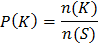 P(K) = n(K)/n(S)